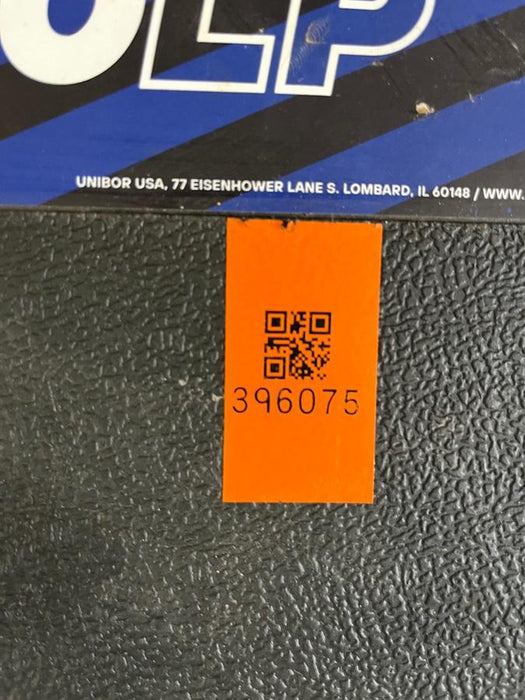 UNIBOR USA, 77 EISENHOWER LANE S. LOMBARD, IL 60148 / WWW.
396075